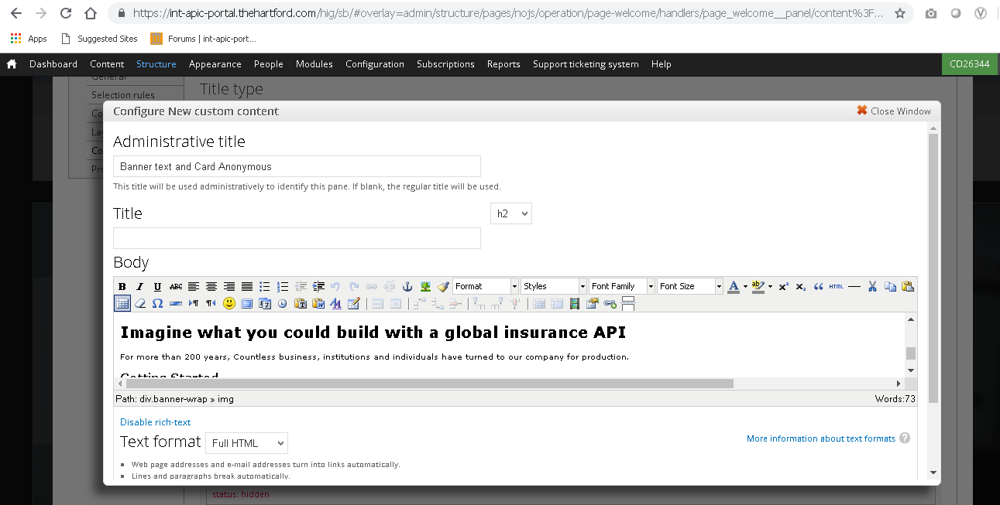 https://int-apic-portal.thehartford.com/hig/sb/#overlay=admin/structure/pages/nojs/operation/page-welcome/handlers/page_welcome__panel/content%3F...
Apps Suggested Sites Forums | int-apic-port...
Dashboard Content Structure Appearance People Modules Configuration Subscriptions Reports Support ticketing system Help CO26344
General
Title type
Selection rules
Co
Configure New custom content Close Window
La
Co
Pre
Administrative title
Banner text and Card Anonymous
This title will be used administratively to identify this pane. If blank, the regular title will be used.
Title h2
Body
B I U ABC Format Styles Font Family Font Size A ab x² x₂ HTML
Imagine what you could build with a global insurance API
For more than 200 years, Countless business, institutions and individuals have turned to our company for production.
Getting Started
Path: div.banner-wrap » img Words:73
Disable rich-text
Text format Full HTML More information about text formats ?
Web page addresses and e-mail addresses turn into links automatically.
Lines and paragraphs break automatically.
status: hidden